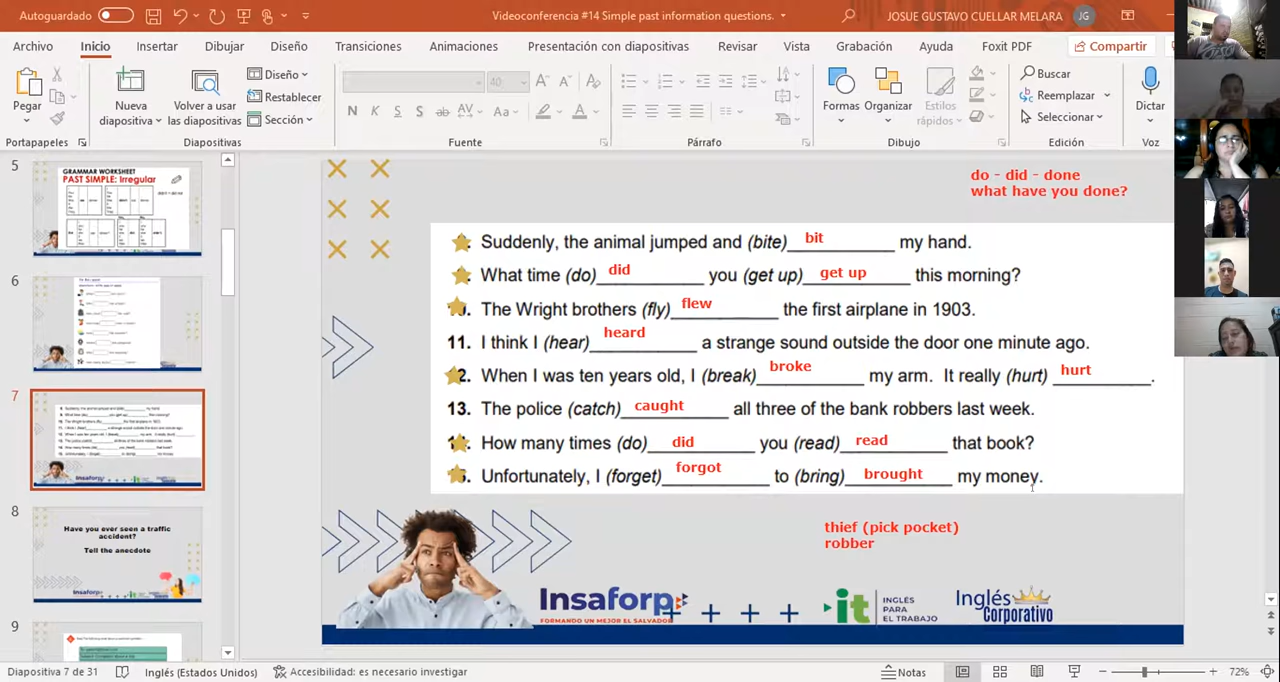 Autoguardado
Videoconferencia #14 Simple past information questions.
JOSUE GUSTAVO CUELLAR MELARA JG
Archivo Inicio Insertar Dibujar Diseño Transiciones Animaciones Presentación con diapositivas Revisar Vista Grabación Ayuda Foxit PDF Compartir
Pegar
Nueva diapositiva
Volver a usar las diapositivas
Diseño
Restablecer
Sección
40
N K S S ab AV Aa A
Formas Organizar Estilos rápidos
Buscar
Reemplazar
Seleccionar
Dictar
Portapapeles Diapositivas Fuente Párrafo Dibujo Edición Voz
5
GRAMMAR WORKSHEET
PAST SIMPLE: Irregular
6
7
8
Have you ever seen a traffic
accident?
Tell the anecdote
9
do - did - done
what have you done?
Suddenly, the animal jumped and (bite) bit my hand.
What time (do) did you (get up) get up this morning?
The Wright brothers (fly) flew the first airplane in 1903.
11. I think I (hear) heard a strange sound outside the door one minute ago.
2. When I was ten years old, I (break) broke my arm. It really (hurt) hurt.
13. The police (catch) caught all three of the bank robbers last week.
How many times (do) did you (read) read that book?
Unfortunately, I (forget) forgot to (bring) brought my money.
thief (pick pocket)
robber
Insaforp
FORMANDO UN MEJOR EL SALVADOR
it INGLÉS
PARA
EL TRABAJO
Inglés
Corporativo
Diapositiva 7 de 31 Inglés (Estados Unidos) Accesibilidad: es necesario investigar Notas 72%